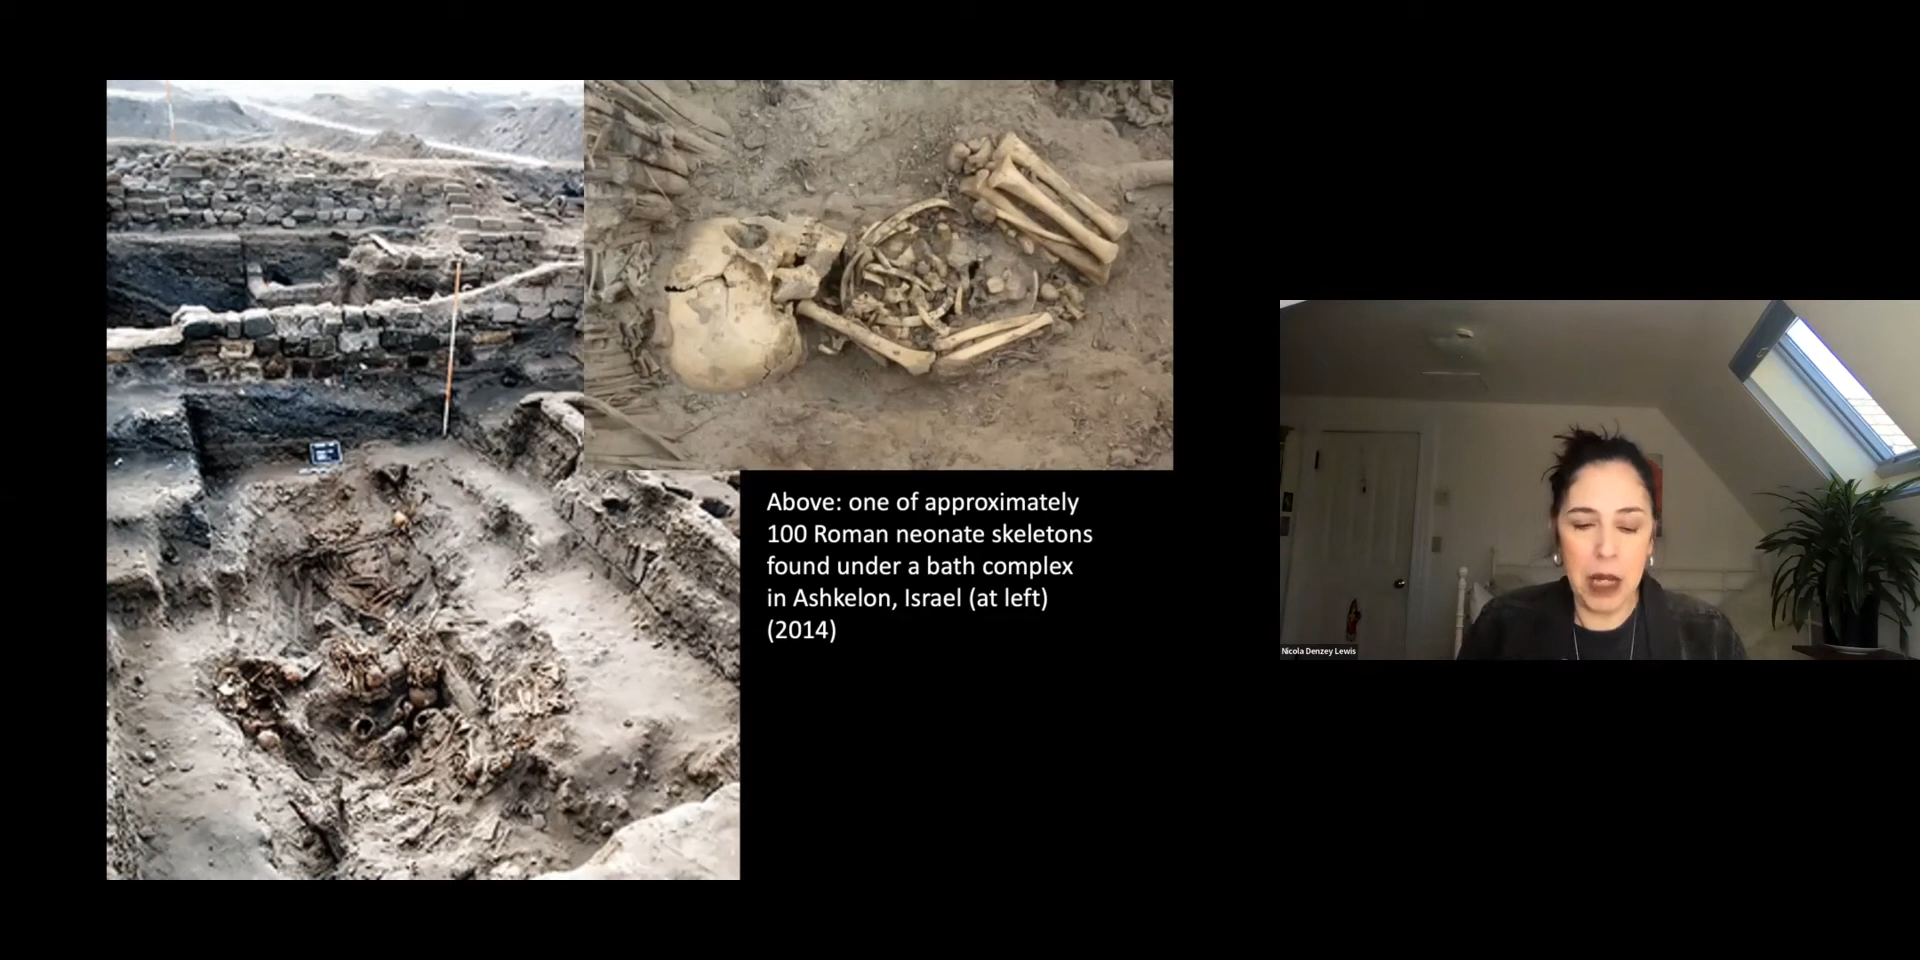 Above: one of approximately
100 Roman neonate skeletons
found under a bath complex
in Ashkelon, Israel (at left)
(2014)
Nicola Denzey Lewis